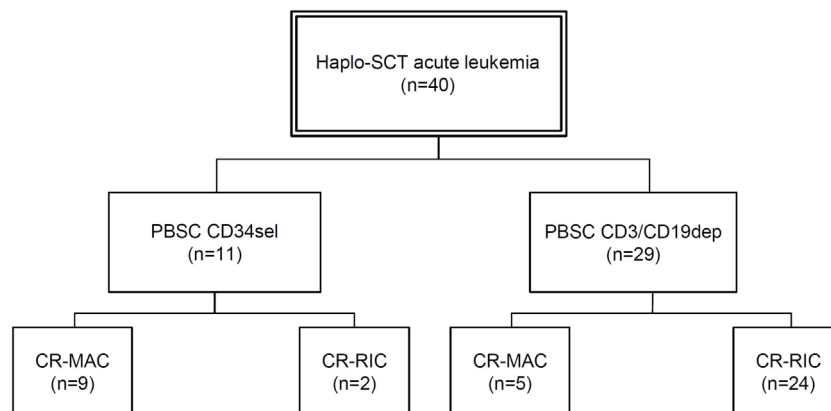 Haplo-SCT acute leukemia
(n=40)
PBSC CD34sel
(n=11)
PBSC CD3/CD19dep
(n=29)
CR-MAC
(n=9)
CR-RIC
(n=2)
CR-MAC
(n=5)
CR-RIC
(n=24)